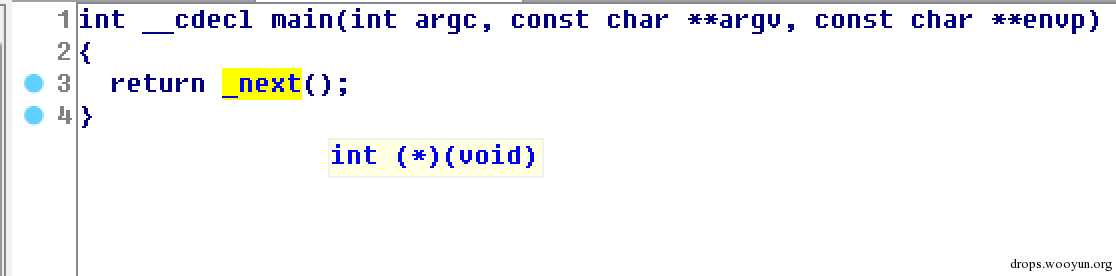 1 int __cdecl main(int argc, const char **argv, const char **envp)
2 {
3 return _next();
4 }
int (*)(void)
drops.wooyun.org